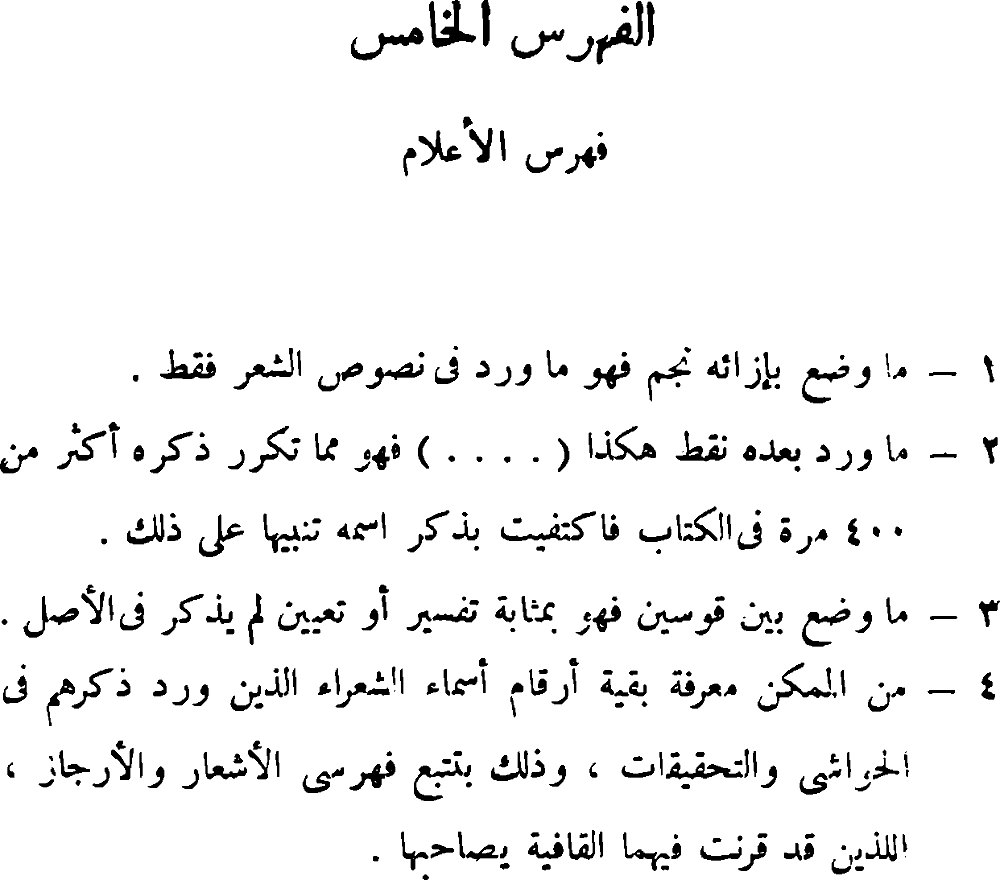 الفهرس الخامس
فهرس الأعلام
١ – ما وضع بإزائه نجم فهو ما ورد فى نصوص الشعر فقط .
٢ – ما ورد بعده نقط هكذا ( . . . . ) فهو مما تكرر ذكره أكثر من
٤٠٠ مرة فى الكتاب فاكتفيت بذكر اسمه تنبيها على ذلك .
٣ – ما وضع بين قوسين فهو بمثابة تفسير أو تعيين لم يذكر فى الأصل .
٤ – من الممكن معرفة بقية أرقام أسماء الشعراء الذين ورد ذكرهم فى
الحواشى والتحقيقات ، وذلك بتتبع فهرسى الأشعار والأرجاز ،
اللذين قد قرنت فيهما القافية بصاحبها .